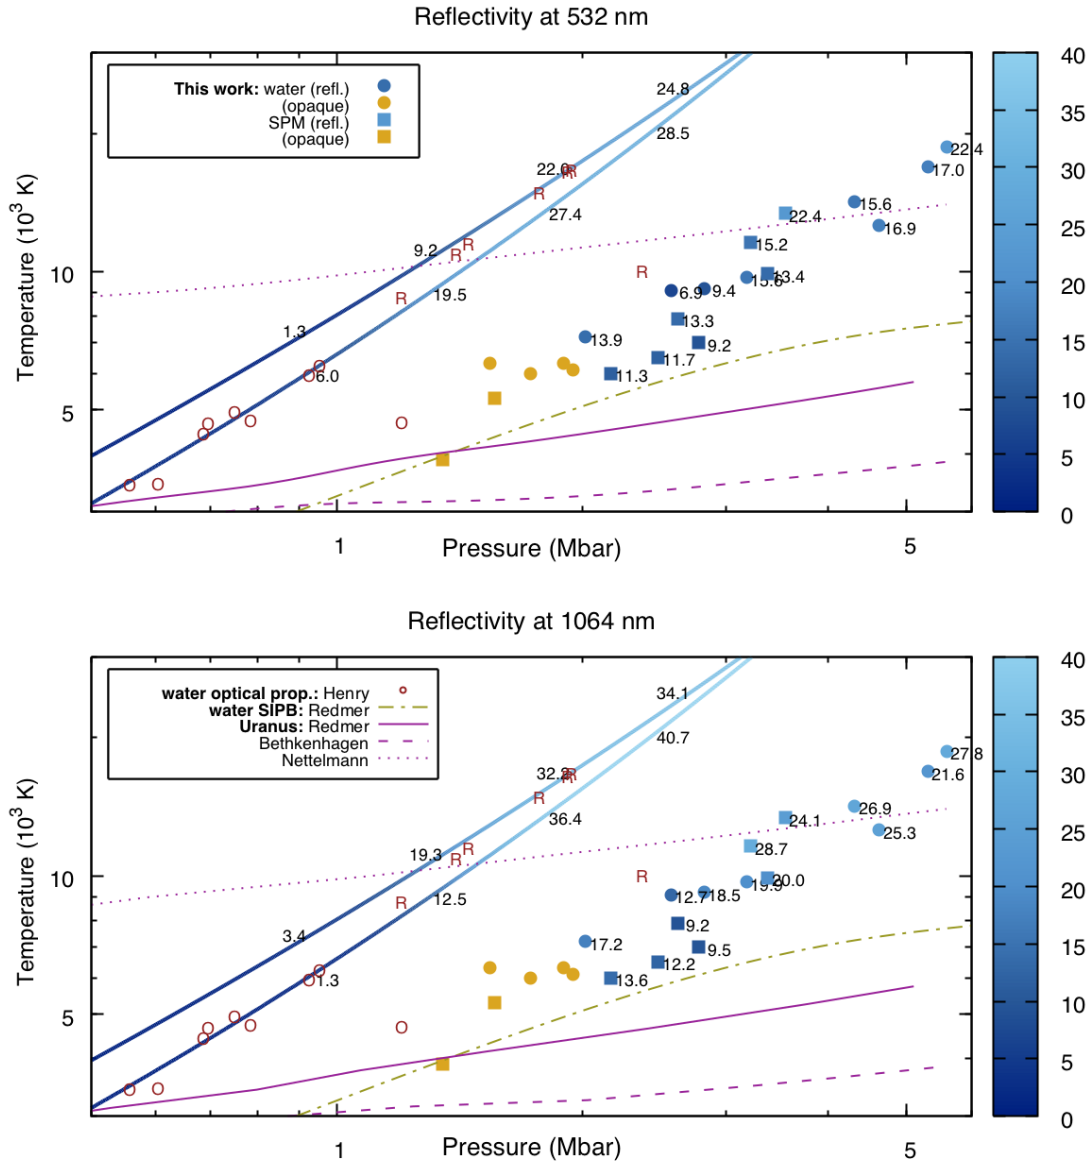 Reflectivity at 532 nm
This work: water (refl.)
(opaque)
SPM (refl.)
(opaque)
24.8
28.5
22.0
R R
R
27.4
9.2
R
R
R
19.5
1.3
6.0
O
O
O
O
O
O
O
O
O
O
R
22.4
17.0
15.6
16.9
22.4
15.2
13.4
15.6
6.9
9.4
13.3
13.9
9.2
11.7
11.3
10
5
Temperature (10³ K)
1
5
Pressure (Mbar)
40
35
30
25
20
15
10
5
0
Reflectivity at 1064 nm
water optical prop.: Henry
water SIPB: Redmer
Uranus: Redmer
Bethkenhagen
Nettelmann
34.1
40.7
R R
R
36.4
19.3
R
R
R
12.5
3.4
1.3
O
O
O
O
O
O
O
O
O
R
27.8
21.6
26.9
25.3
24.1
28.7
20.0
19.9
12.7
18.5
9.2
17.2
9.5
12.2
13.6
10
5
Temperature (10³ K)
1
5
Pressure (Mbar)
40
35
30
25
20
15
10
5
0